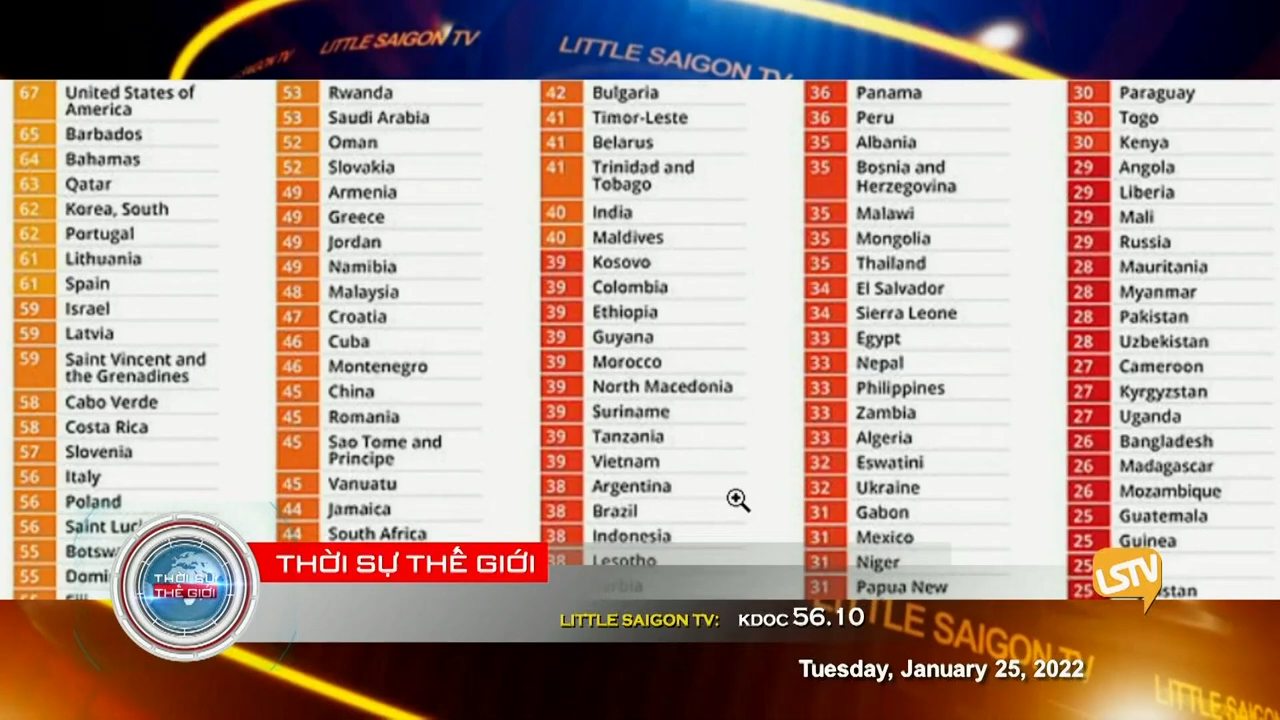 LITTLE SAIGON TV
LITTLE SAIGON TV
67 United States of
America
65 Barbados
64 Bahamas
63 Qatar
62 Korea, South
62 Portugal
61 Lithuania
61 Spain
59 Israel
59 Latvia
59 Saint Vincent and
the Grenadines
58 Cabo Verde
58 Costa Rica
57 Slovenia
56 Italy
56 Poland
56 Saint
55
55
53 Rwanda
53 Saudi Arabia
52 Oman
52 Slovakia
49 Armenia
49 Greece
49 Jordan
49 Namibia
48 Malaysia
47 Croatia
46 Cuba
46 Montenegro
45 China
45 Romania
45 Sao Tome and
Principe
45 Vanuatu
44 Jamaica
44 South Africa
42 Bulgaria
41 Timor-Leste
41 Belarus
41 Trinidad and
Tobago
40 India
40 Maldives
39 Kosovo
39 Colombia
39 Ethiopia
39 Guyana
39 Morocco
39 North Macedonia
39 Suriname
39 Tanzania
39 Vietnam
38 Argentina
38 Brazil
38 Indonesia
38 Lesotho
36 Panama
36 Peru
35 Albania
35 Bosnia and
Herzegovina
35 Malawi
35 Mongolia
35 Thailand
34 El Salvador
34 Sierra Leone
33 Egypt
33 Nepal
33 Philippines
33 Zambia
33 Algeria
32 Eswatini
32 Ukraine
31 Gabon
31 Mexico
31 Niger
31 Papua New
30 Paraguay
30 Togo
30 Kenya
29 Angola
29 Liberia
29 Mali
29 Russia
28 Mauritania
28 Myanmar
28 Pakistan
28 Uzbekistan
27 Cameroon
27 Kyrgyzstan
27 Uganda
26 Bangladesh
26 Madagascar
26 Mozambique
25 Guatemala
25 Guinea
25
25
LSTV
THỜI SỰ
THẾ GIỚI
THỜI SỰ THẾ GIỚI
LITTLE SAIGON TV: KDOC 56.10
LITTLE SAIGON TV
Tuesday, January 25, 2022
LITTLE SAIGON